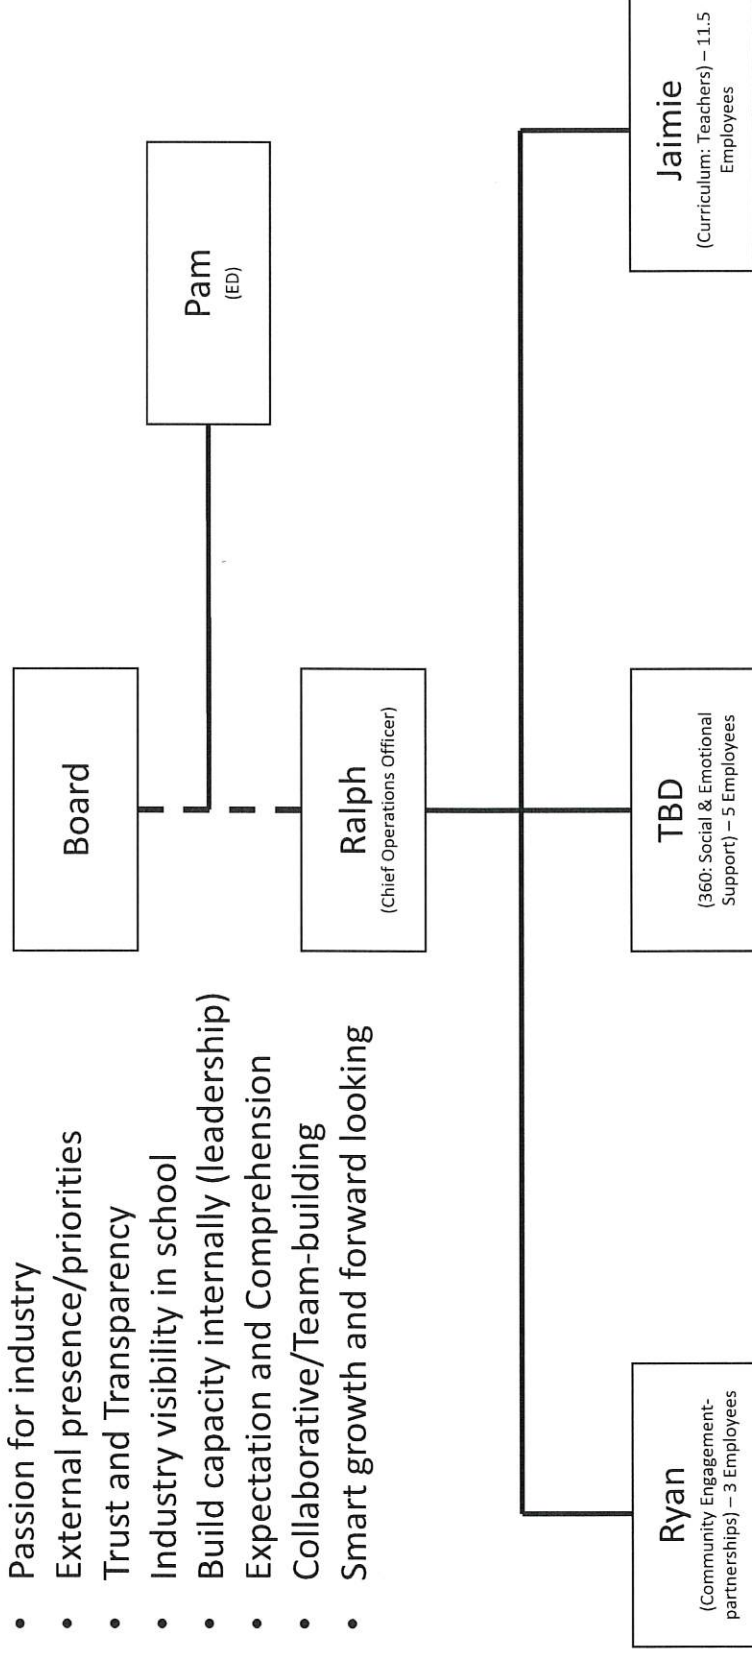 • Passion for industry
• External presence/priorities
• Trust and Transparency
• Industry visibility in school
• Build capacity internally (leadership)
• Expectation and Comprehension
• Collaborative/Team-building
• Smart growth and forward looking
Board
Pam
(ED)
Ralph
(Chief Operations Officer)
Ryan
(Community Engagement-
partnerships) – 3 Employees
TBD
(360: Social & Emotional
Support) – 5 Employees
Jaimie
(Curriculum: Teachers) – 11.5
Employees